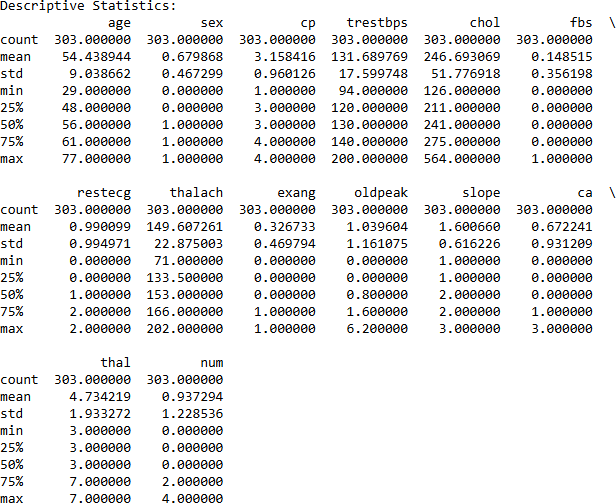 Descriptive Statistics:
              age         sex          cp    trestbps        chol         fbs  \
count  303.000000  303.000000  303.000000  303.000000  303.000000  303.000000
mean    54.438944    0.679868    3.158416  131.689769  246.693069    0.148515
std      9.038662    0.467299    0.960126   17.599748   51.776918    0.356198
min     29.000000    0.000000    1.000000   94.000000  126.000000    0.000000
25%     48.000000    0.000000    3.000000  120.000000  211.000000    0.000000
50%     56.000000    1.000000    3.000000  130.000000  241.000000    0.000000
75%     61.000000    1.000000    4.000000  140.000000  275.000000    0.000000
max     77.000000    1.000000    4.000000  200.000000  564.000000    1.000000
          restecg     thalach       exang     oldpeak       slope          ca  \
count  303.000000  303.000000  303.000000  303.000000  303.000000  303.000000
mean     0.990099  149.607261    0.326733    1.039604    1.600660    0.672241
std      0.994971   22.875003    0.469794    1.161075    0.616226    0.931209
min      0.000000   71.000000    0.000000    0.000000    1.000000    0.000000
25%      0.000000  133.500000    0.000000    0.000000    1.000000    0.000000
50%      1.000000  153.000000    0.000000    0.800000    2.000000    0.000000
75%      2.000000  166.000000    1.000000    1.600000    2.000000    1.000000
max      2.000000  202.000000    1.000000    6.200000    3.000000    3.000000
             thal         num
count  303.000000  303.000000
mean     4.734219    0.937294
std      1.933272    1.228536
min      3.000000    0.000000
25%      3.000000    0.000000
50%      3.000000    0.000000
75%      7.000000    2.000000
max      7.000000    4.000000